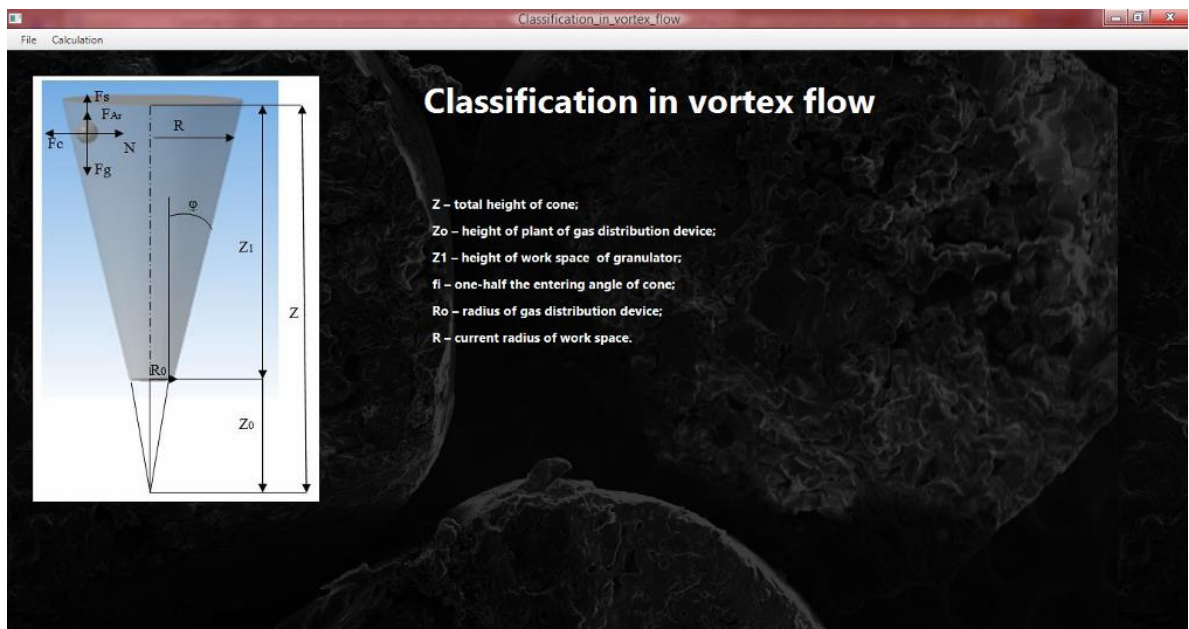 Classification_in_vortex_flow
File Calculation
Classification in vortex flow
Fs
FAr
R
Fc
N
Fg
φ
Z1
Z
R0
Z0
Z – total height of cone;
Zo – height of plant of gas distribution device;
Z1 – height of work space of granulator;
fi – one-half the entering angle of cone;
Ro – radius of gas distribution device;
R – current radius of work space.